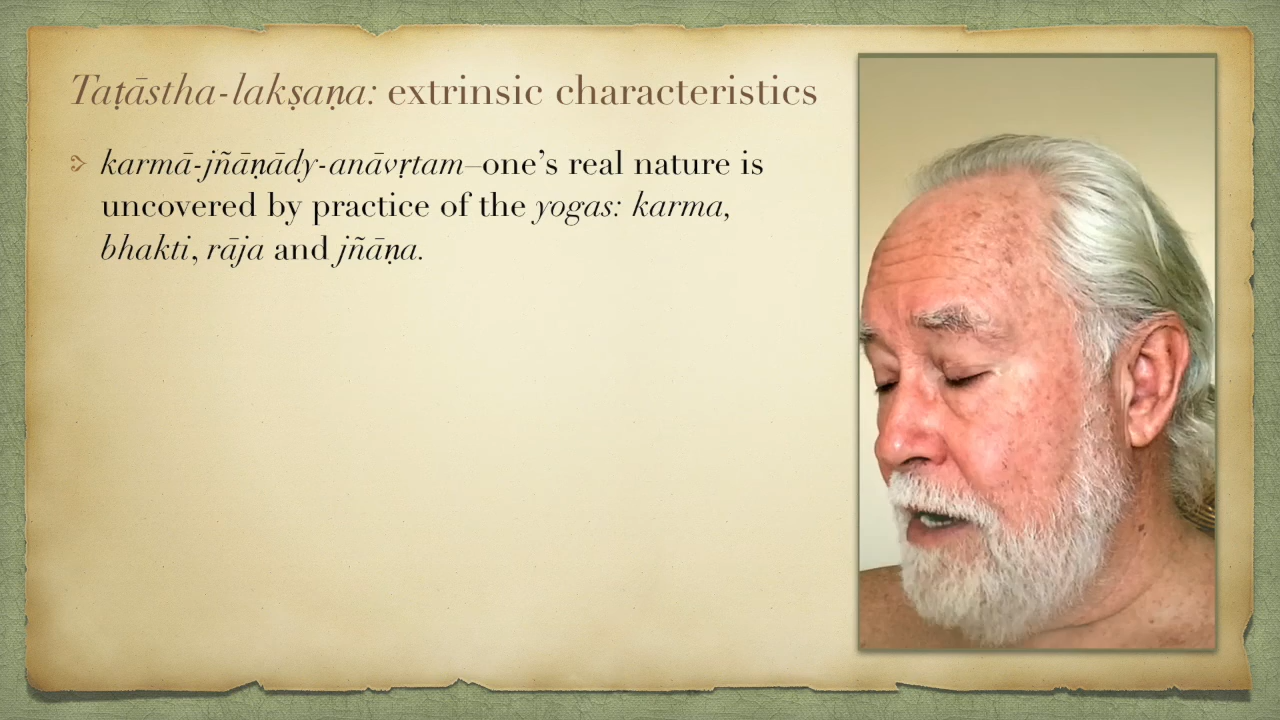 Taṭāstha-lakṣaṇa: extrinsic characteristics
karmā-jñāṇādy-anāvṛtam–one’s real nature is
uncovered by practice of the yogas: karma,
bhakti, rāja and jñāṇa.